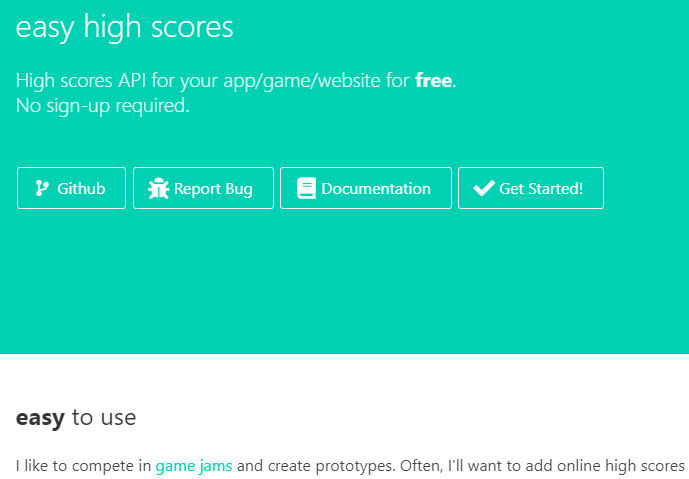 easy high scores
High scores API for your app/game/website for free.
No sign-up required.
Github Report Bug Documentation Get Started!
easy to use
I like to compete in game jams and create prototypes. Often, I'll want to add online high scores